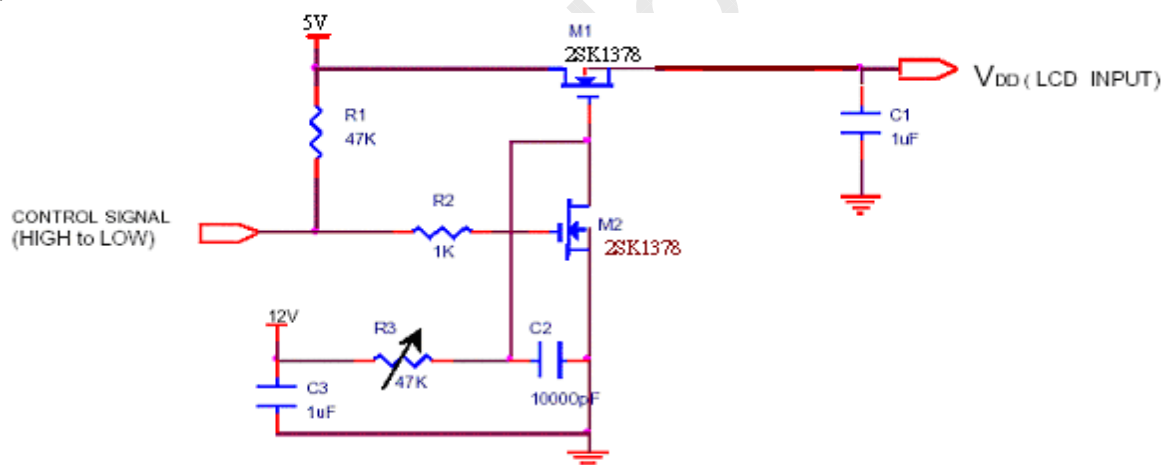 5V
M1
2SK1378
VDD ( LCD INPUT)
R1
47K
C1
1uF
R2
1K
CONTROL SIGNAL
(HIGH to LOW)
M2
2SK1378
12V
R3
47K
C2
10000pF
C3
1uF